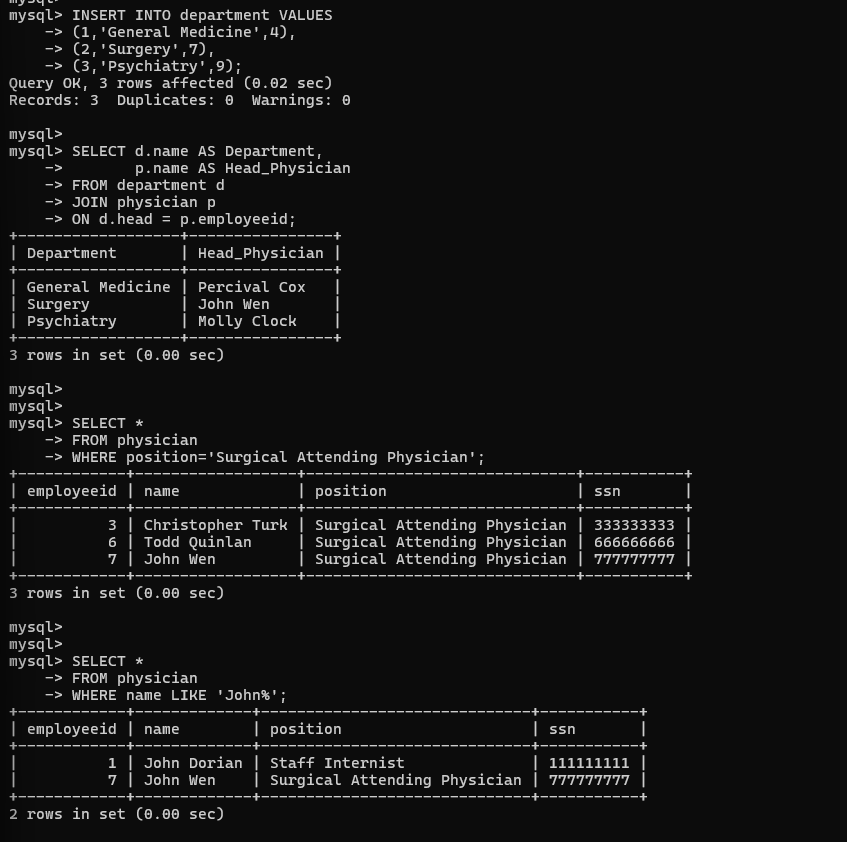 mysql>
mysql> INSERT INTO department VALUES
    -> (1,'General Medicine',4),
    -> (2,'Surgery',7),
    -> (3,'Psychiatry',9);
Query OK, 3 rows affected (0.02 sec)
Records: 3  Duplicates: 0  Warnings: 0

mysql>
mysql> SELECT d.name AS Department,
    ->        p.name AS Head_Physician
    -> FROM department d
    -> JOIN physician p
    -> ON d.head = p.employeeid;
+------------------+----------------+
| Department       | Head_Physician |
+------------------+----------------+
| General Medicine | Percival Cox   |
| Surgery          | John Wen       |
| Psychiatry       | Molly Clock    |
+------------------+----------------+
3 rows in set (0.00 sec)

mysql>
mysql>
mysql> SELECT *
    -> FROM physician
    -> WHERE position='Surgical Attending Physician';
+------------+------------------+------------------------------+-----------+
| employeeid | name             | position                     | ssn       |
+------------+------------------+------------------------------+-----------+
|          3 | Christopher Turk | Surgical Attending Physician | 333333333 |
|          6 | Todd Quinlan     | Surgical Attending Physician | 666666666 |
|          7 | John Wen         | Surgical Attending Physician | 777777777 |
+------------+------------------+------------------------------+-----------+
3 rows in set (0.00 sec)

mysql>
mysql>
mysql> SELECT *
    -> FROM physician
    -> WHERE name LIKE 'John%';
+------------+-------------+------------------------------+-----------+
| employeeid | name        | position                     | ssn       |
+------------+-------------+------------------------------+-----------+
|          1 | John Dorian | Staff Internist              | 111111111 |
|          7 | John Wen    | Surgical Attending Physician | 777777777 |
+------------+-------------+------------------------------+-----------+
2 rows in set (0.00 sec)